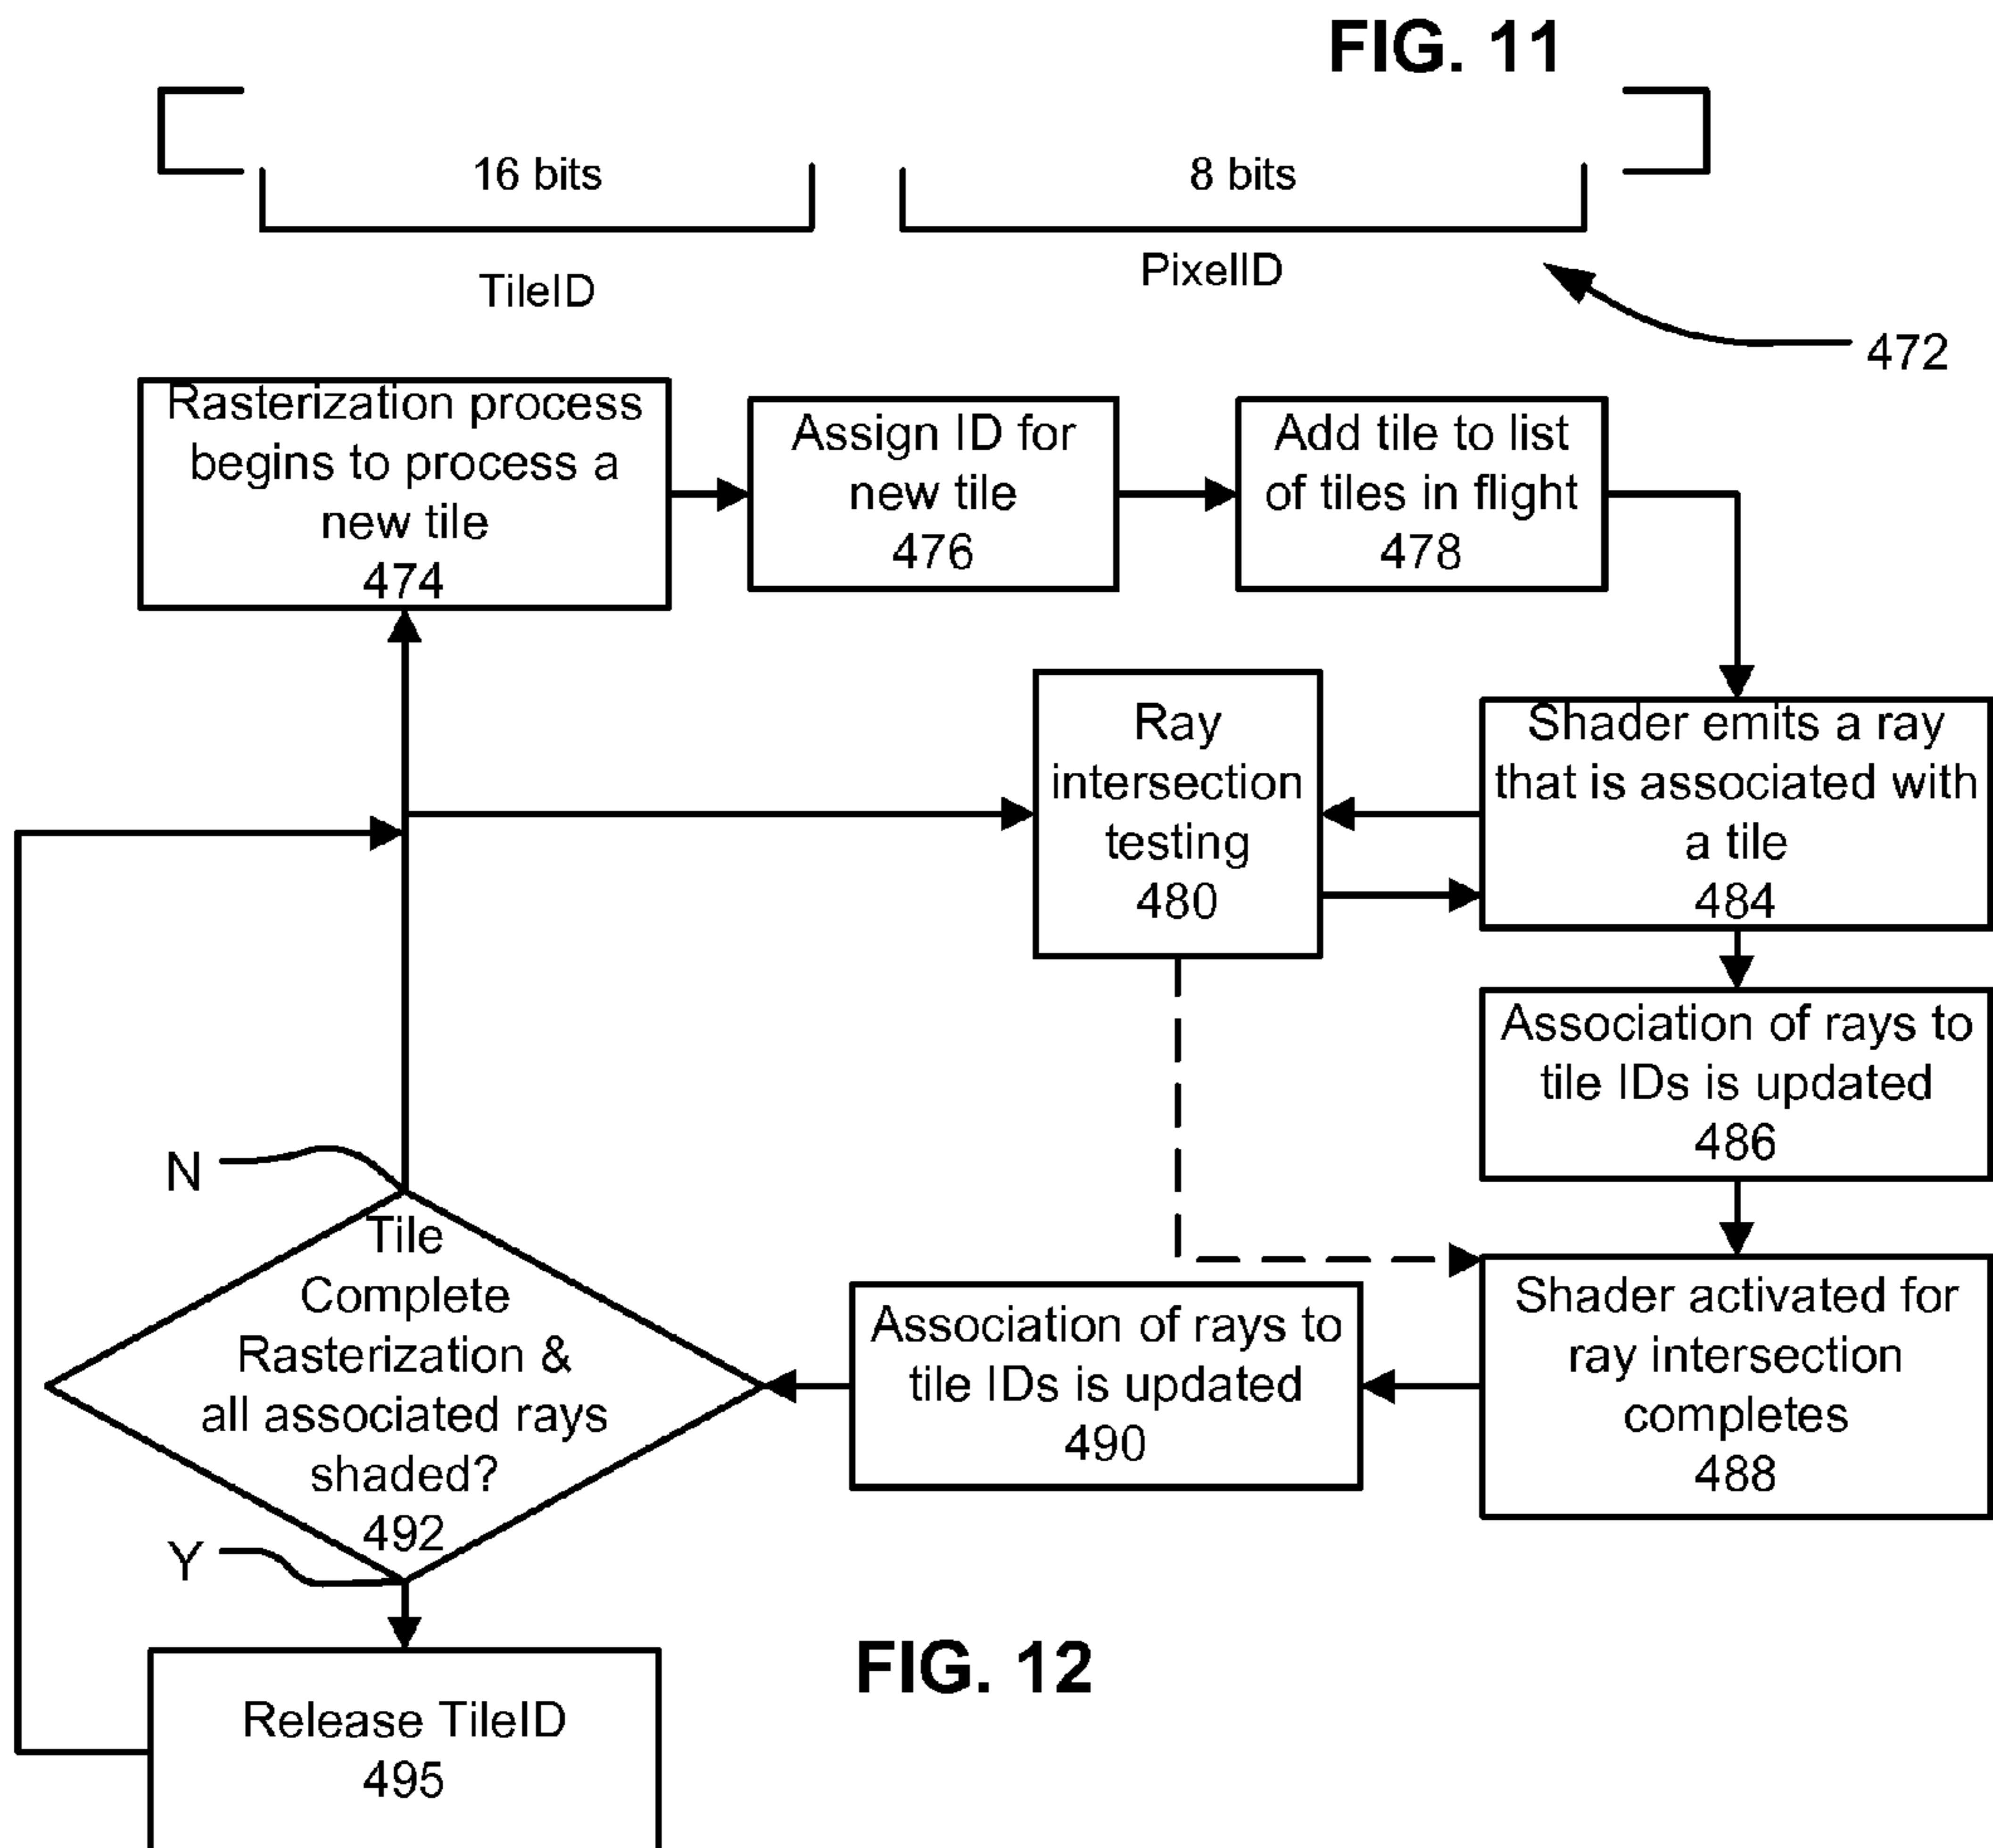 FIG. 11
16 bits
8 bits
TileID
PixelID
472
Rasterization process
begins to process a
new tile
474
Assign ID for
new tile
476
Add tile to list
of tiles in flight
478
Ray
intersection
testing
480
Shader emits a ray
that is associated with
a tile
484
Association of rays to
tile IDs is updated
486
N
Tile
Complete
Rasterization &
all associated rays
shaded?
492
Y
Association of rays to
tile IDs is updated
490
Shader activated for
ray intersection
completes
488
FIG. 12
Release TileID
495